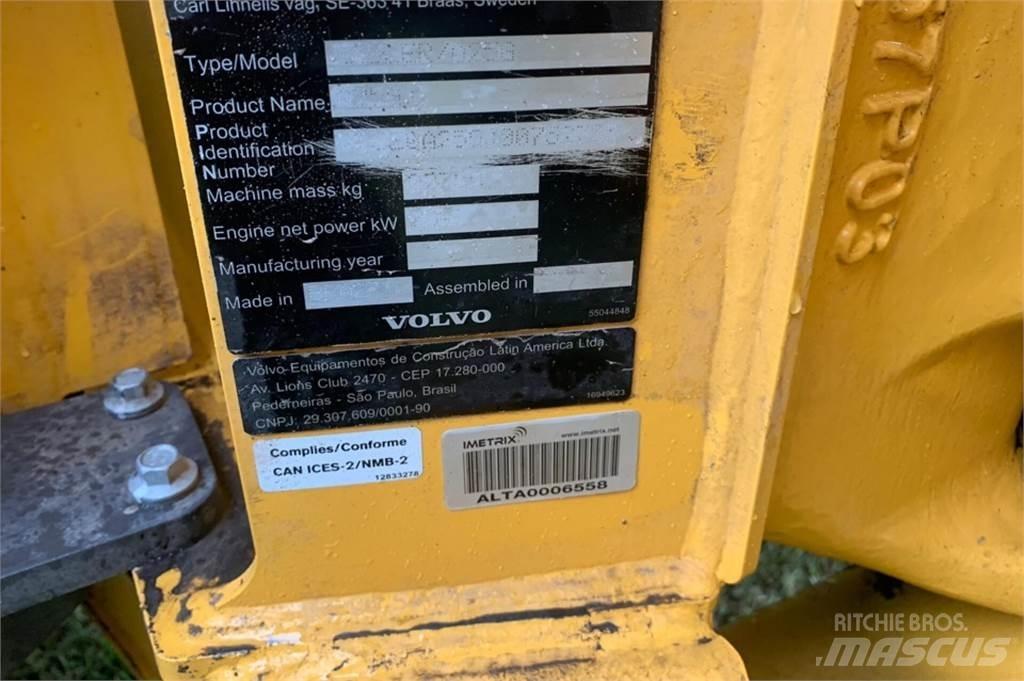 Carl Linnéils väg, SE-363 41 Braås, Sweden
Type/Model
Product Name
Product
Identification
Number
Machine mass kg
Engine net power kW
Manufacturing year
Made in
Assembled in
VOLVO
55044848
Volvo Equipamentos de Construção Latin America Ltda.
Av. Lions Club 2470 - CEP 17.280-000
Pederneiras - São Paulo, Brasil
CNPJ. 29.307.609/0001-90
16949623
Complies/Conforme
CAN ICES-2/NMB-2
12833278
IMETRIX
www.imetrix.net
ALTA0006558
RITCHIE BROS.
MASCUS